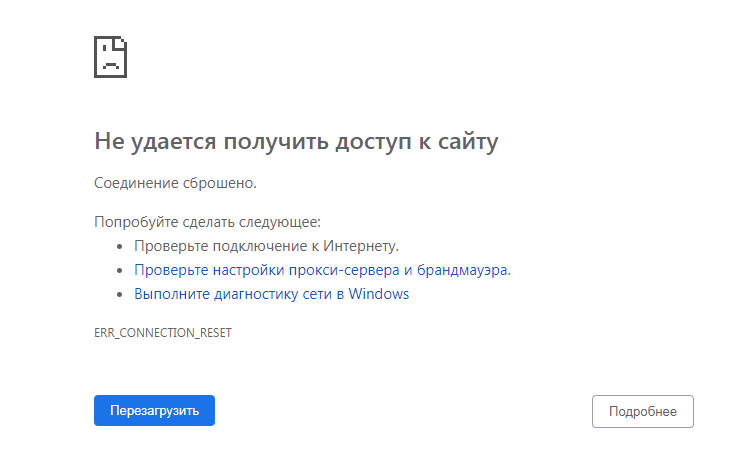 Не удается получить доступ к сайту
Соединение сброшено.
Попробуйте сделать следующее:
Проверьте подключение к Интернету.
Проверьте настройки прокси-сервера и брандмауэра.
Выполните диагностику сети в Windows
ERR_CONNECTION_RESET
Перезагрузить
Подробнее